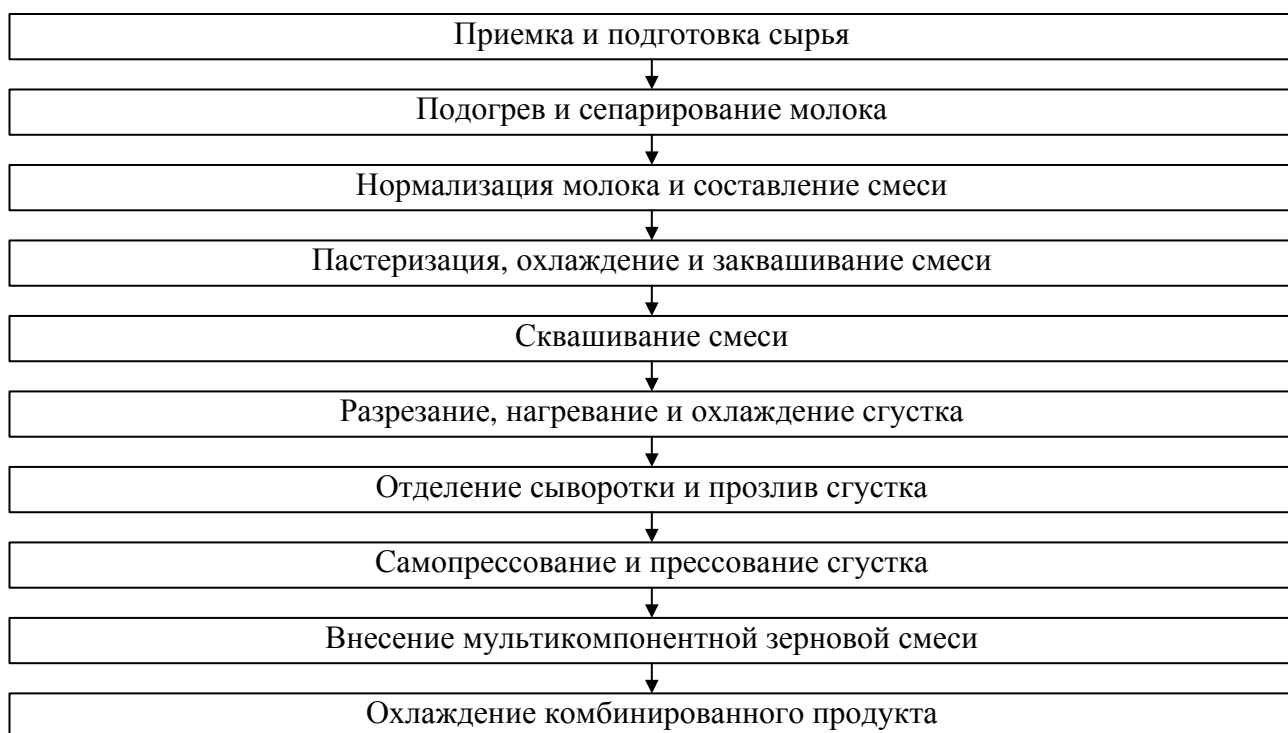 Приемка и подготовка сырья
Подогрев и сепарирование молока
Нормализация молока и составление смеси
Пастеризация, охлаждение и заквашивание смеси
Сквашивание смеси
Разрезание, нагревание и охлаждение сгустка
Отделение сыворотки и прозлив сгустка
Самопрессование и прессование сгустка
Внесение мультикомпонентной зерновой смеси
Охлаждение комбинированного продукта